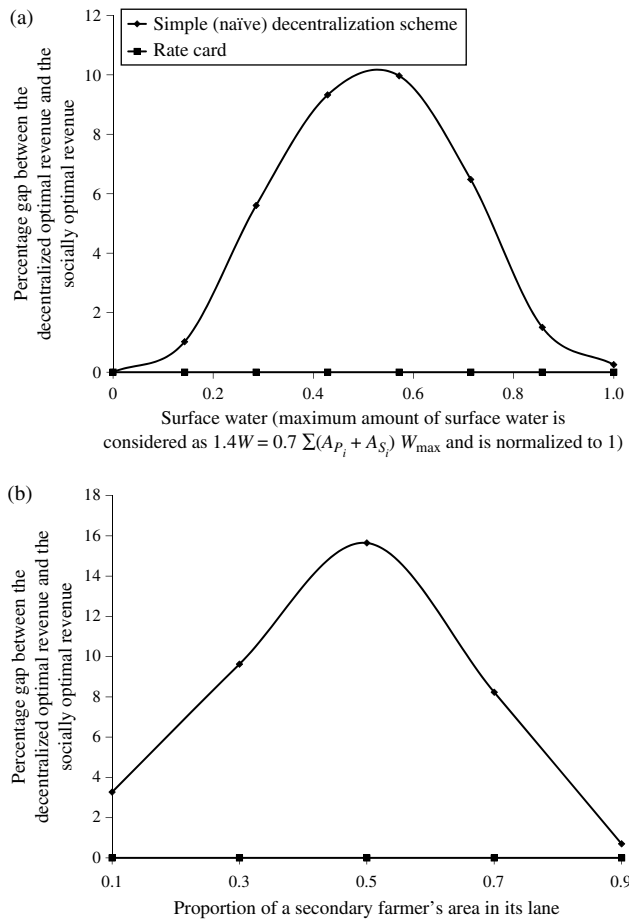 (a)
12
10
8
6
4
2
0
Percentage gap between the
decentralized optimal revenue and the
socially optimal revenue
Simple (naïve) decentralization scheme
Rate card
0 0.2 0.4 0.6 0.8 1.0
Surface water (maximum amount of surface water is
considered as 1.4W = 0.7 ∑(A_{P_i} + A_{S_i}) W_max and is normalized to 1)
(b)
18
16
14
12
10
8
6
4
2
0
Percentage gap between the
decentralized optimal revenue and the
socially optimal revenue
0.1 0.3 0.5 0.7 0.9
Proportion of a secondary farmer's area in its lane